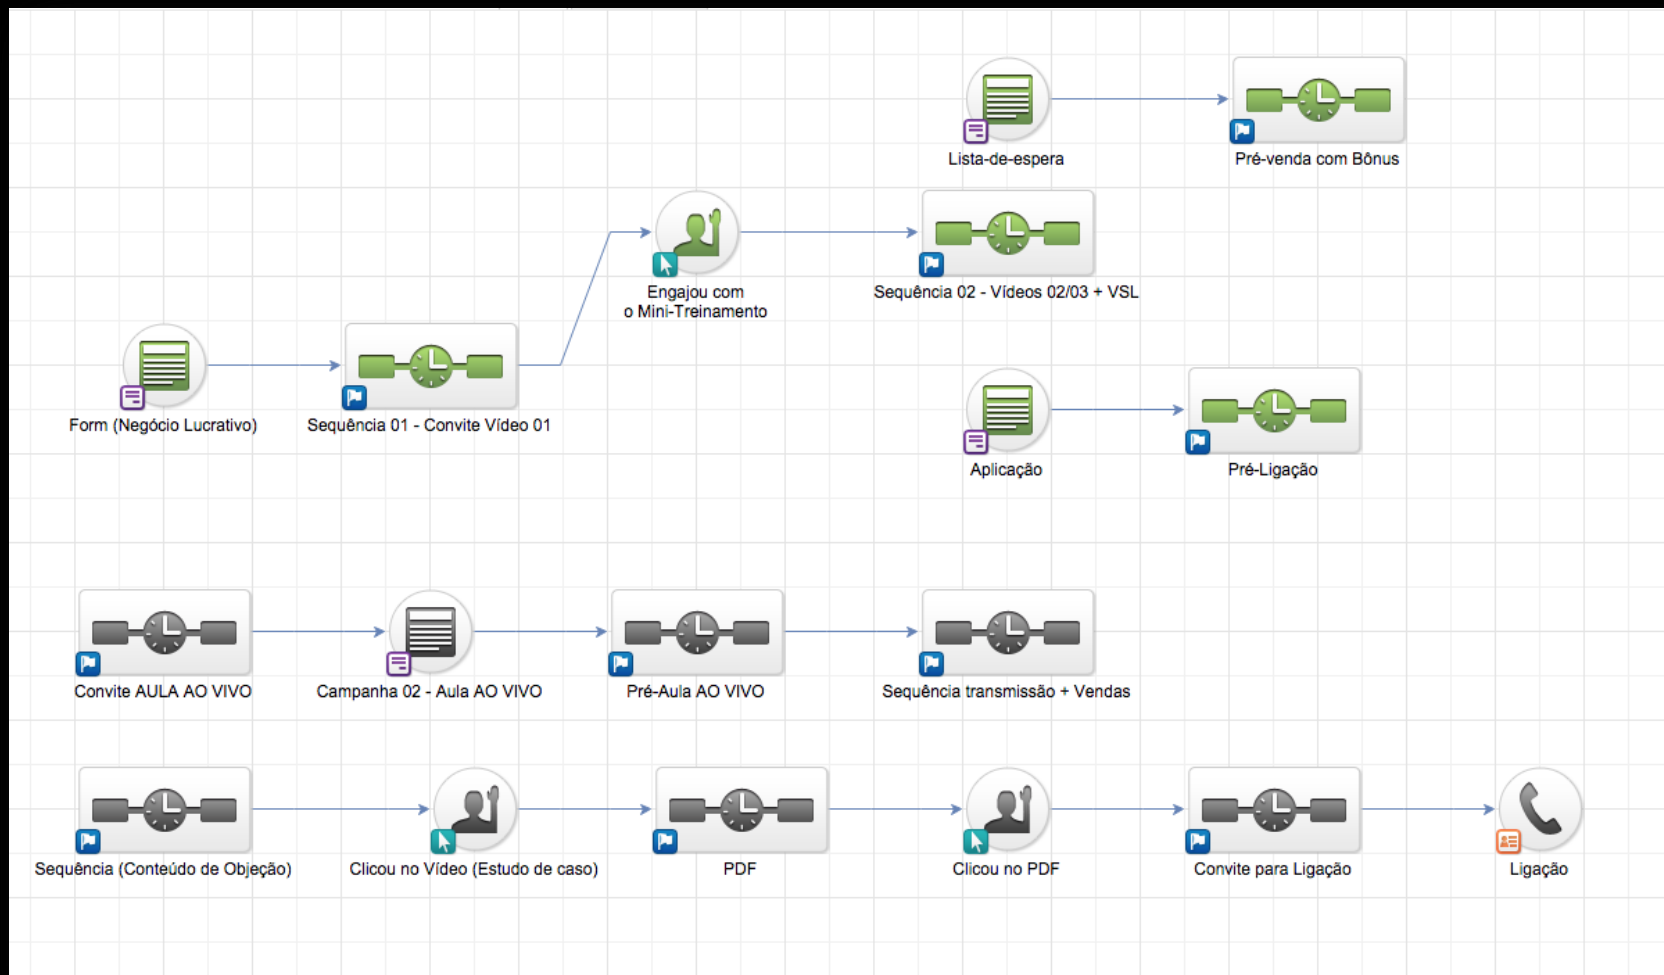 Lista-de-espera
Pré-venda com Bônus
Engajou com
o Mini-Treinamento
Sequência 02 - Vídeos 02/03 + VSL
Form (Negócio Lucrativo)
Sequência 01 - Convite Vídeo 01
Aplicação
Pré-Ligação
Convite AULA AO VIVO
Campanha 02 - Aula AO VIVO
Pré-Aula AO VIVO
Sequência transmissão + Vendas
Sequência (Conteúdo de Objeção)
Clicou no Vídeo (Estudo de caso)
PDF
Clicou no PDF
Convite para Ligação
Ligação